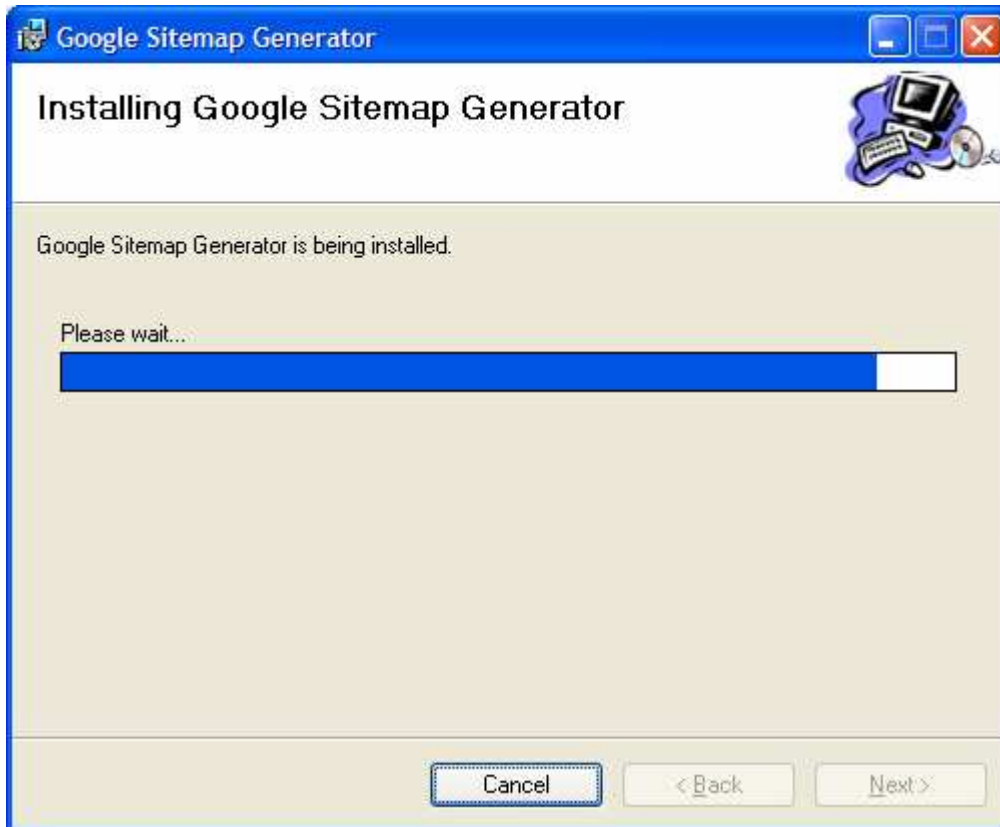 Google Sitemap Generator
Installing Google Sitemap Generator
Google Sitemap Generator is being installed.
Please wait...
Cancel
< Back
Next >